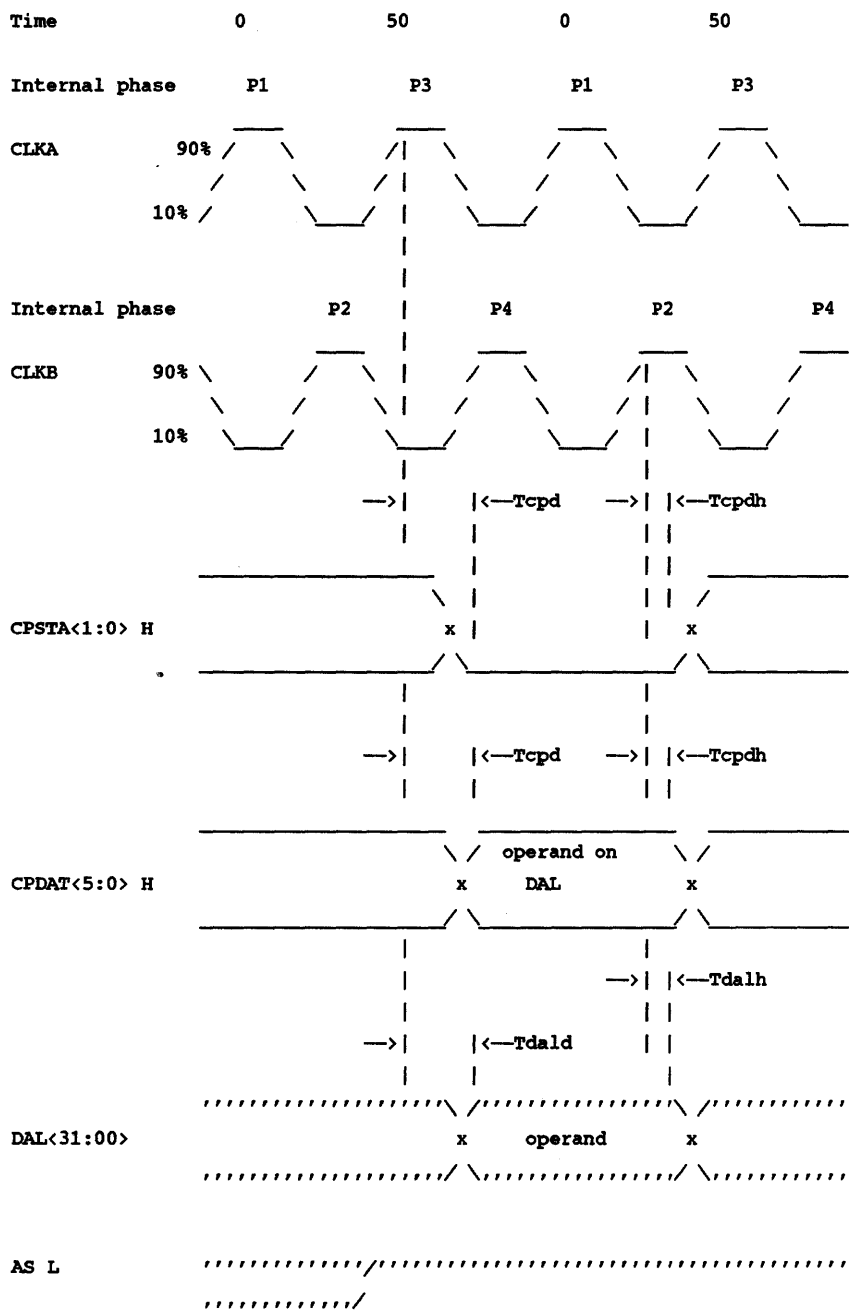 Time 0 50 0 50
Internal phase P1 P3 P1 P3
CLKA 90%
10%
Internal phase P2 P4 P2 P4
CLKB 90%
10%
Tcpd Tcpdh
CPSTA<1:0> H x x
Tcpd Tcpdh
operand on
CPDAT<5:0> H x DAL x
Tdalh
Tdald
DAL<31:00> x operand x
AS L